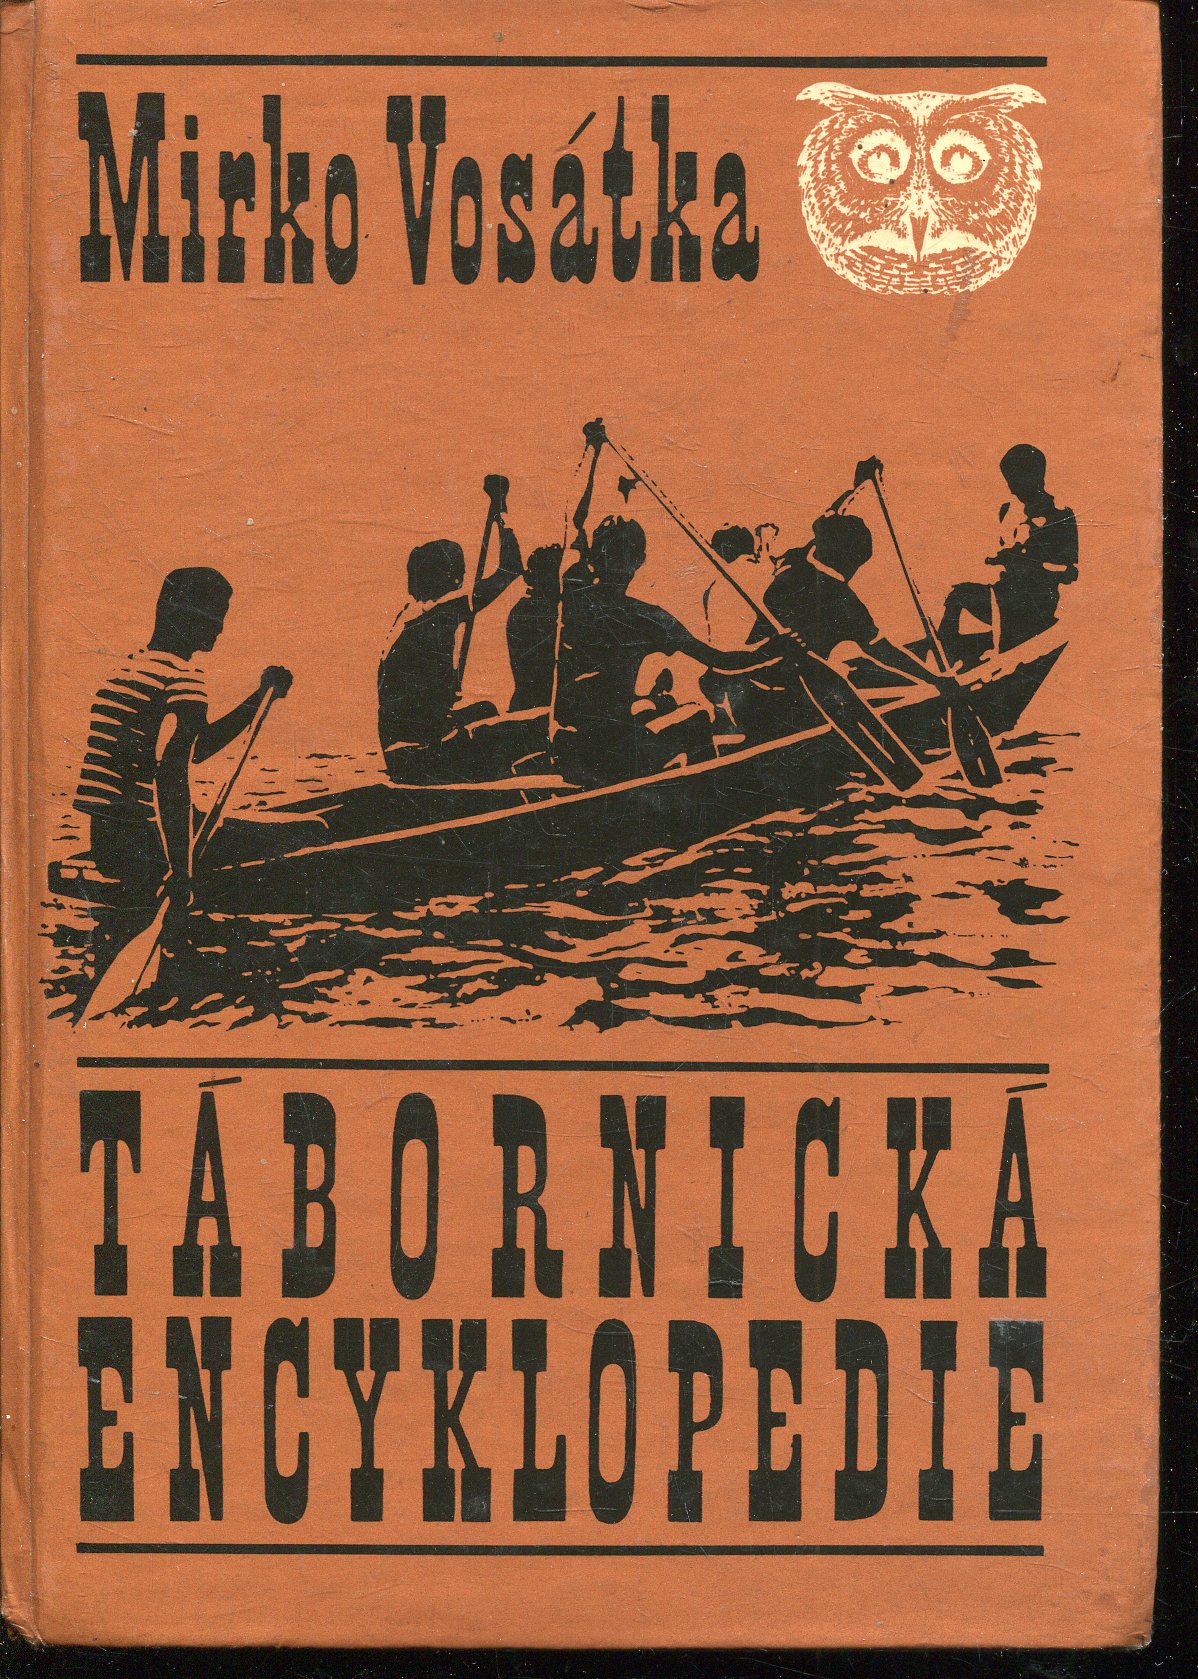 Mirko Vosátka
TÁBORNICKÁ
ENCYKLOPEDIE